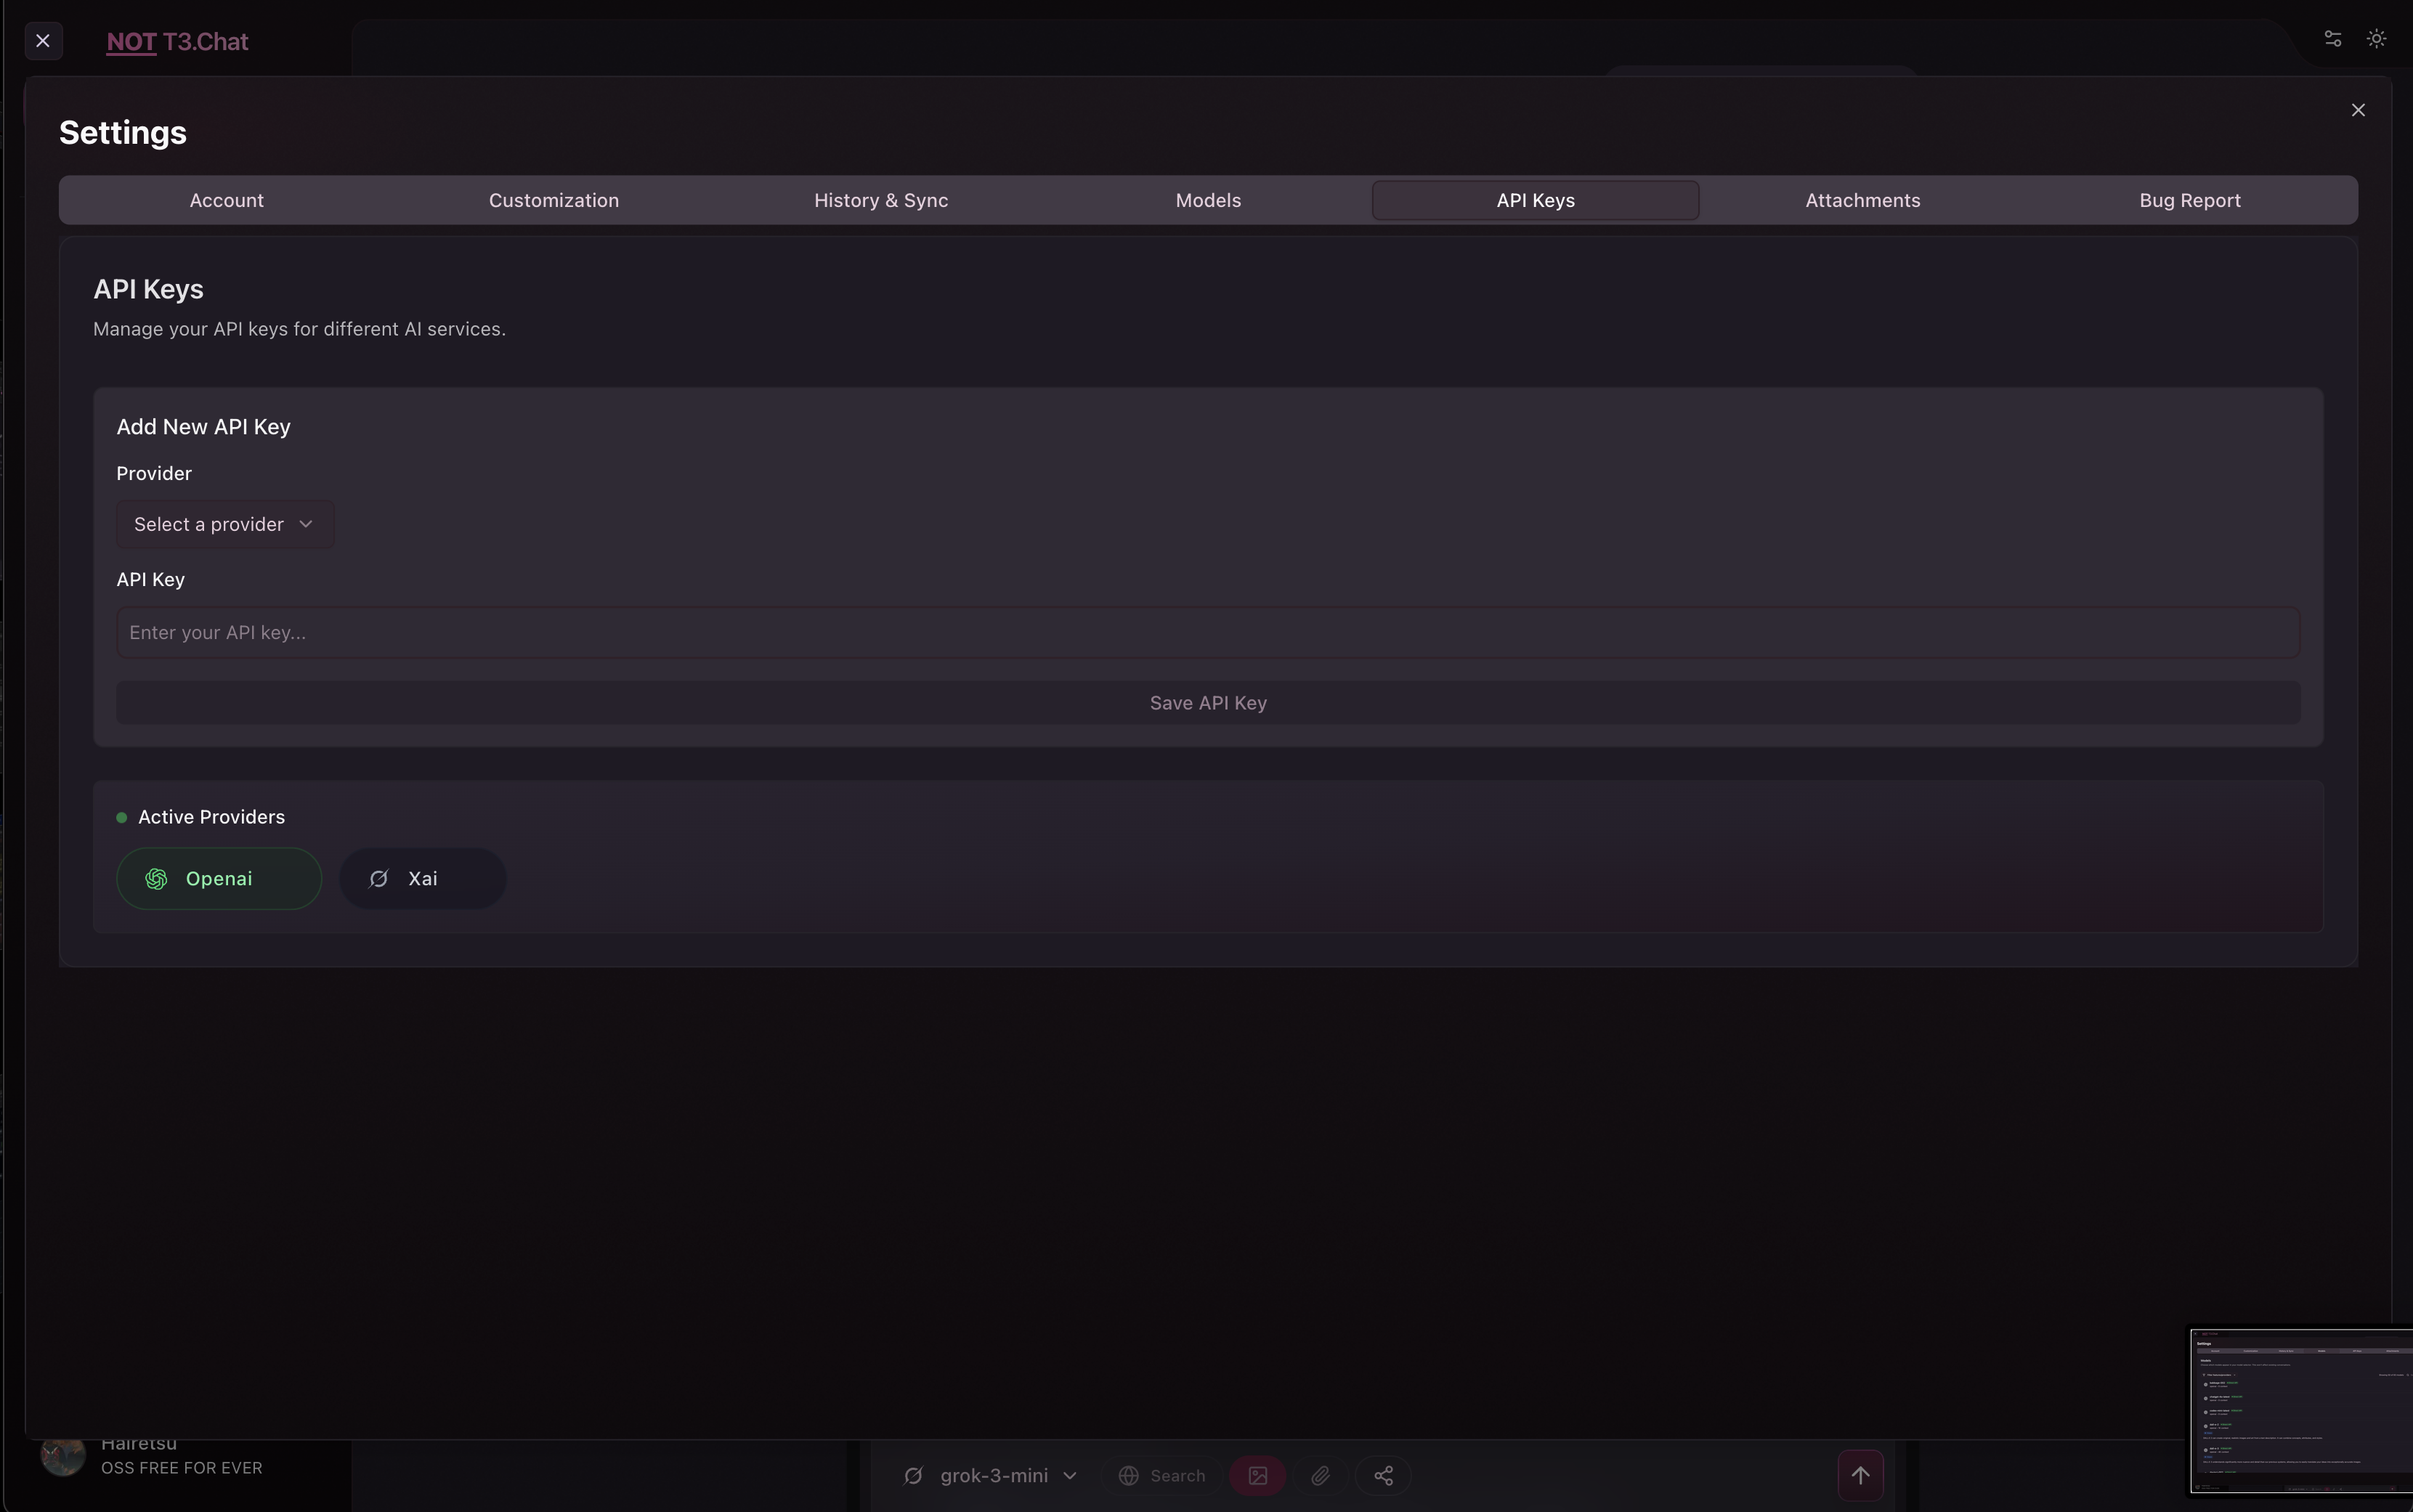 NOT T3.Chat
Settings
Account
Customization
History & Sync
Models
API Keys
Attachments
Bug Report
API Keys
Manage your API keys for different AI services.
Add New API Key
Provider
Select a provider
API Key
Enter your API key...
Save API Key
Active Providers
Openai
Xai
Hairetsu
OSS FREE FOR EVER
grok-3-mini
Search